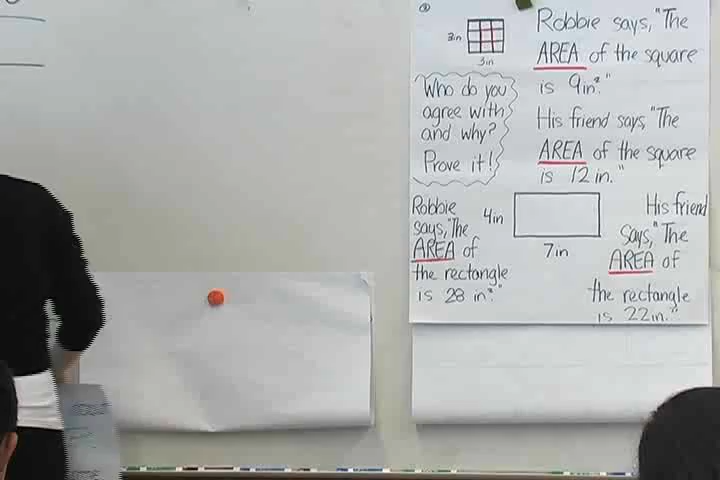 Robbie says, "The
AREA of the square
is 9in²."
3in
3in
Who do you
agree with
and why?
Prove it!
His friend says, "The
AREA of the square
is 12 in."
Robbie
says, "The
AREA of
the rectangle
is 28 in²."
4in
7in
His friend
says, "The
AREA of
the rectangle
is 22in."